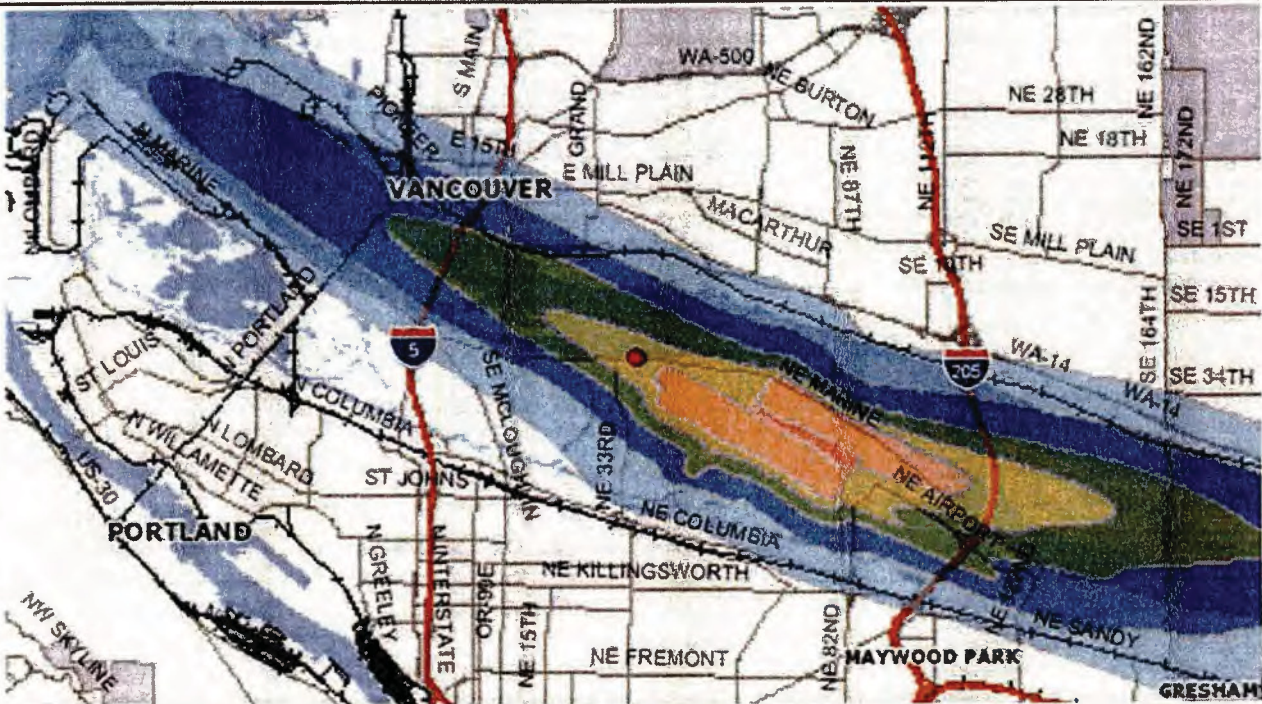 WA-500
S MAIN
NE BURTON
NE 162ND
NE 28TH
PIONEER
E GRAND
NE 112TH
NE 172ND
N LOMBARD
N MARINE
E 15TH
NE 18TH
VANCOUVER
E MILL PLAIN
NE 87TH
MACARTHUR
SE 1ST
SE MILL PLAIN
SE 10TH
SE 15TH
N PORTLAND
ST LOUIS
5
WA-14
SE 164TH
205
SE 34TH
NE MARINE
WA-14
SE MCLOUGHLIN
N COLUMBIA
N LOMBARD
N WILLAMETTE
NE 33RD
US-30
ST JOHNS
NE AIRPORT
NE COLUMBIA
PORTLAND
N GREELEY
N INTERSTATE
OR-99E
NE 15TH
NE KILLINGSWORTH
NE SANDY
NW SKYLINE
NE FREMONT
NE 82ND
MAYWOOD PARK
GRESHAM